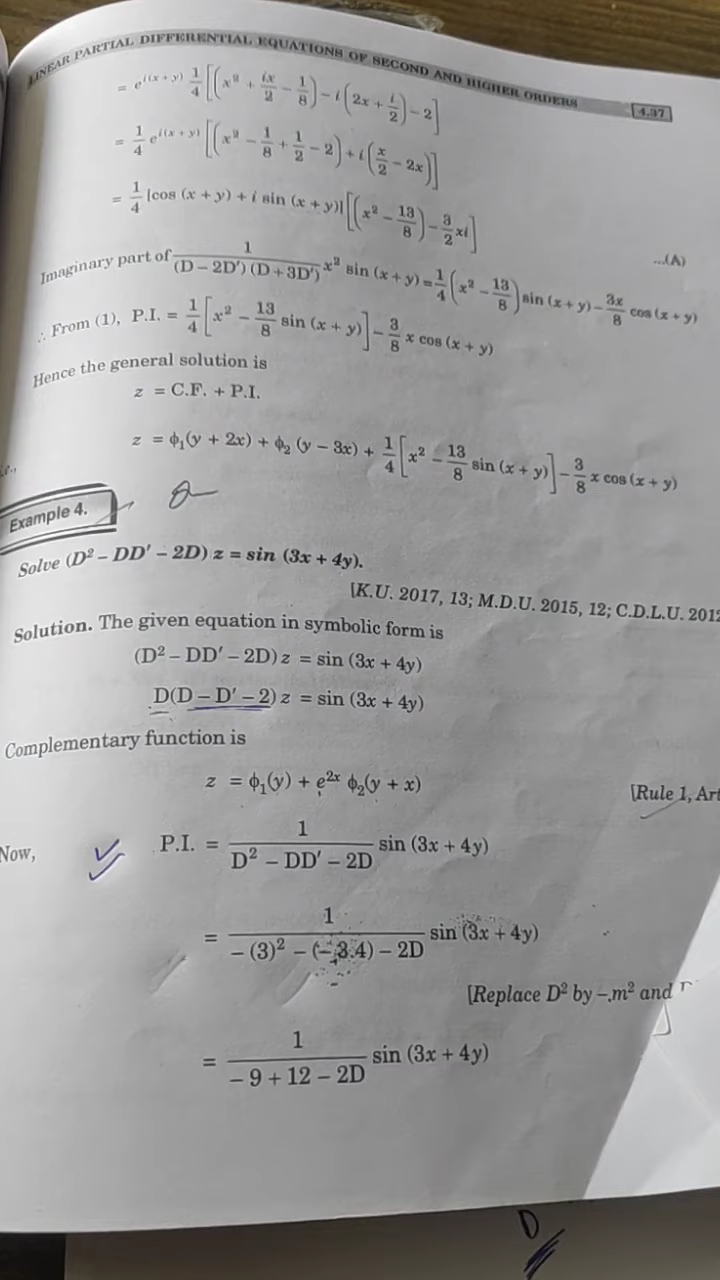 LINEAR PARTIAL DIFFERENTIAL EQUATIONS OF SECOND AND HIGHER ORDERS 4.37
= e^{i(x + y)} 1/4 [(x² + ix/2 − 1/8) − i(2x + i/2) − 2]
= 1/4 e^{i(x + y)} [(x² − 1/8 + 1/2 − 2) + i(x/2 − 2x)]
= 1/4 [cos (x + y) + i sin (x + y)] [(x² − 13/8) − 3/2 xi]
...(A)
Imaginary part of 1/((D − 2D′) (D + 3D′)) x² sin (x + y) = 1/4 (x² − 13/8) sin (x + y) − 3x/8 cos (x + y)
∴ From (1), P.I. = 1/4 [x² − 13/8 sin (x + y)] − 3/8 x cos (x + y)
Hence the general solution is
z = C.F. + P.I.
z = ϕ₁(y + 2x) + ϕ₂ (y − 3x) + 1/4 [x² − 13/8 sin (x + y)] − 3/8 x cos (x + y)
Example 4.
Solve (D² − DD′ − 2D) z = sin (3x + 4y).
[K.U. 2017, 13; M.D.U. 2015, 12; C.D.L.U. 2012
Solution. The given equation in symbolic form is
(D² − DD′ − 2D) z = sin (3x + 4y)
D(D − D′ − 2) z = sin (3x + 4y)
Complementary function is
z = ϕ₁(y) + e^{2x} ϕ₂(y + x)
[Rule 1, Art
Now, P.I. = 1/(D² − DD′ − 2D) sin (3x + 4y)
= 1/(− (3)² − (− 3.4) − 2D) sin (3x + 4y)
[Replace D² by −m² and
= 1/(− 9 + 12 − 2D) sin (3x + 4y)
D